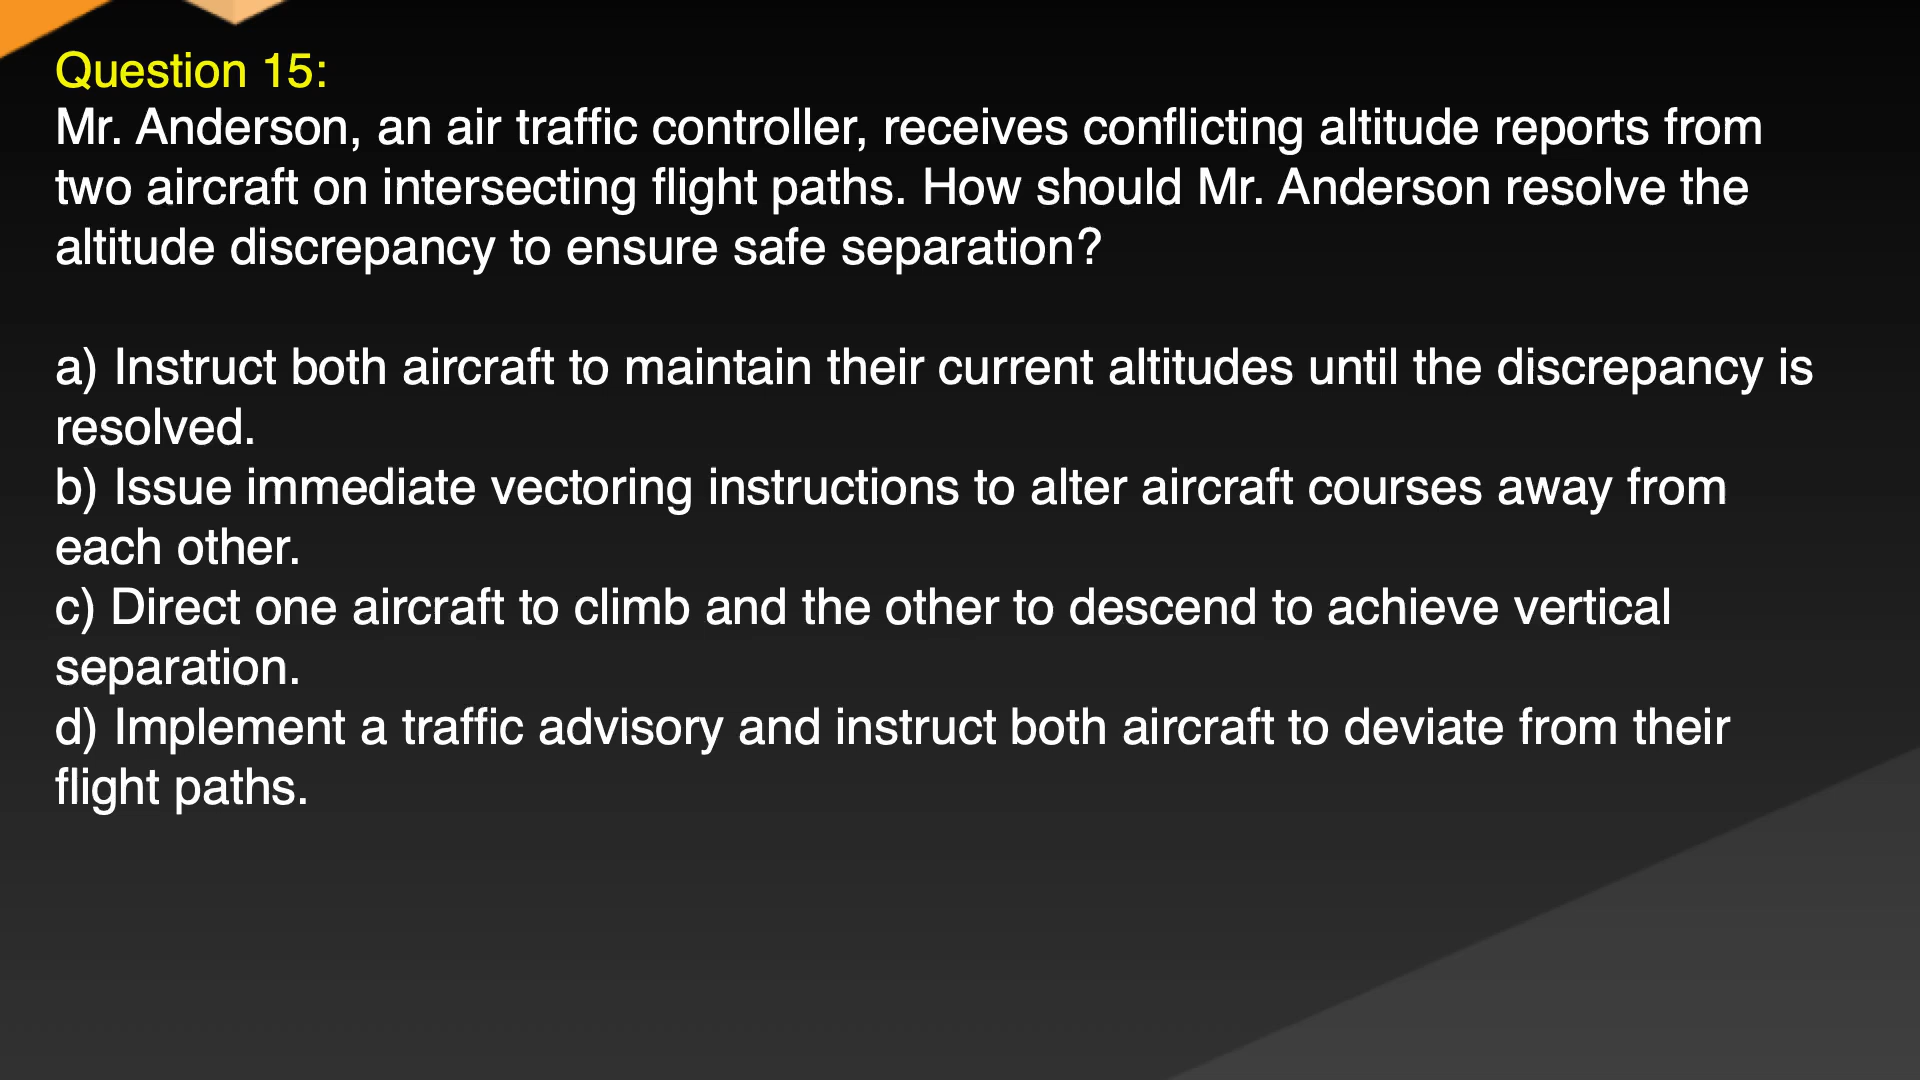 Question 15:
Mr. Anderson, an air traffic controller, receives conflicting altitude reports from
two aircraft on intersecting flight paths. How should Mr. Anderson resolve the
altitude discrepancy to ensure safe separation?
a) Instruct both aircraft to maintain their current altitudes until the discrepancy is
resolved.
b) Issue immediate vectoring instructions to alter aircraft courses away from
each other.
c) Direct one aircraft to climb and the other to descend to achieve vertical
separation.
d) Implement a traffic advisory and instruct both aircraft to deviate from their
flight paths.